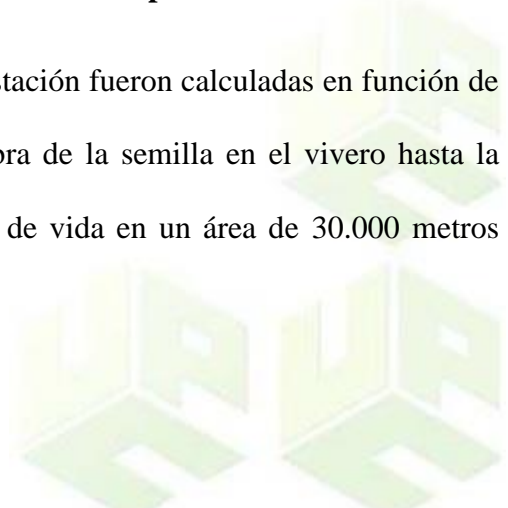 stación fueron calculadas en función de
ora de la semilla en el vivero hasta la
de vida en un área de 30.000 metros